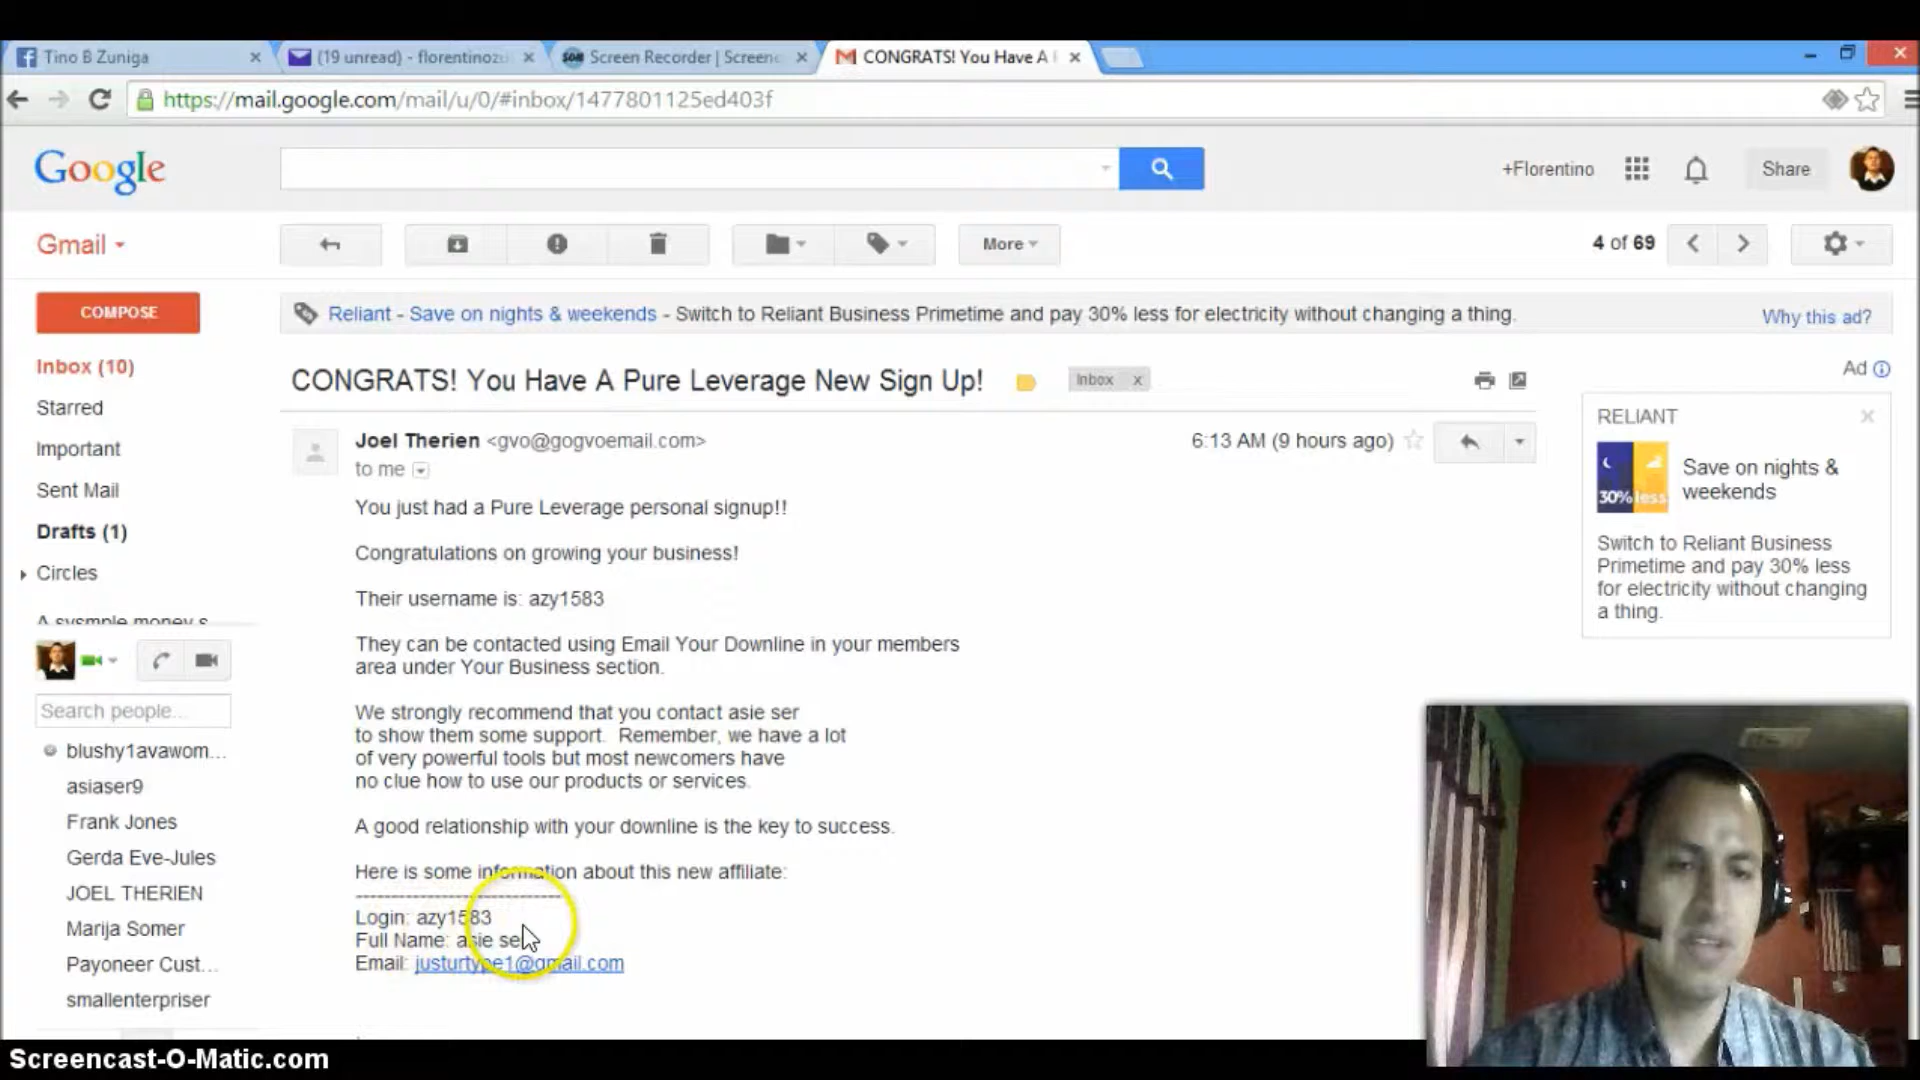 Tino B Zuniga
(19 unread) - florentinozu
Screen Recorder | Screenc
CONGRATS! You Have A
https://mail.google.com/mail/u/0/#inbox/1477801125ed403f
Google
+Florentino
Share
Gmail
More
4 of 69
COMPOSE
Reliant - Save on nights & weekends - Switch to Reliant Business Primetime and pay 30% less for electricity without changing a thing.
Why this ad?
Inbox (10)
Starred
Important
Sent Mail
Drafts (1)
Circles
A sysmple money s
Search people...
blushy1avawom...
asiaser9
Frank Jones
Gerda Eve-Jules
JOEL THERIEN
Marija Somer
Payoneer Cust...
smallenterpriser
CONGRATS! You Have A Pure Leverage New Sign Up!
Inbox x
Joel Therien <gvo@gogvoemail.com>
6:13 AM (9 hours ago)
to me
You just had a Pure Leverage personal signup!!
Congratulations on growing your business!
Their username is: azy1583
They can be contacted using Email Your Downline in your members
area under Your Business section.
We strongly recommend that you contact asie ser
to show them some support. Remember, we have a lot
of very powerful tools but most newcomers have
no clue how to use our products or services.
A good relationship with your downline is the key to success.
Here is some information about this new affiliate:
----------------------------------
Login: azy1583
Full Name: asie ser
Email: justurtype1@gmail.com
Ad
RELIANT
30% less
Save on nights &
weekends
Switch to Reliant Business
Primetime and pay 30% less
for electricity without changing
a thing.
Screencast-O-Matic.com